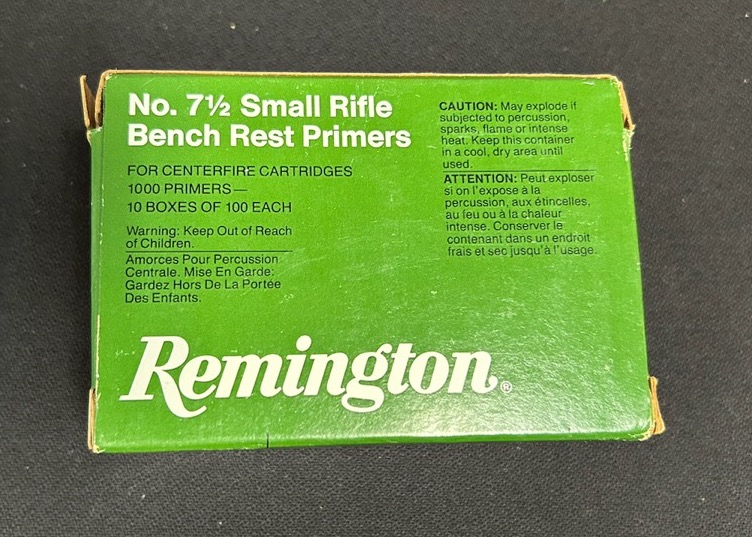 No. 7½ Small Rifle
Bench Rest Primers
FOR CENTERFIRE CARTRIDGES
1000 PRIMERS—
10 BOXES OF 100 EACH
Warning: Keep Out of Reach
of Children.
Amorces Pour Percussion
Centrale. Mise En Garde:
Gardez Hors De La Portée
Des Enfants.
CAUTION: May explode if
subjected to percussion,
sparks, flame or intense
heat. Keep this container
in a cool, dry area until
used.
ATTENTION: Peut exploser
si on l'expose à la
percussion, aux étincelles,
au feu ou à la chaleur
intense. Conserver le
contenant dans un endroit
frais et sec jusqu'à l'usage.
Remington®